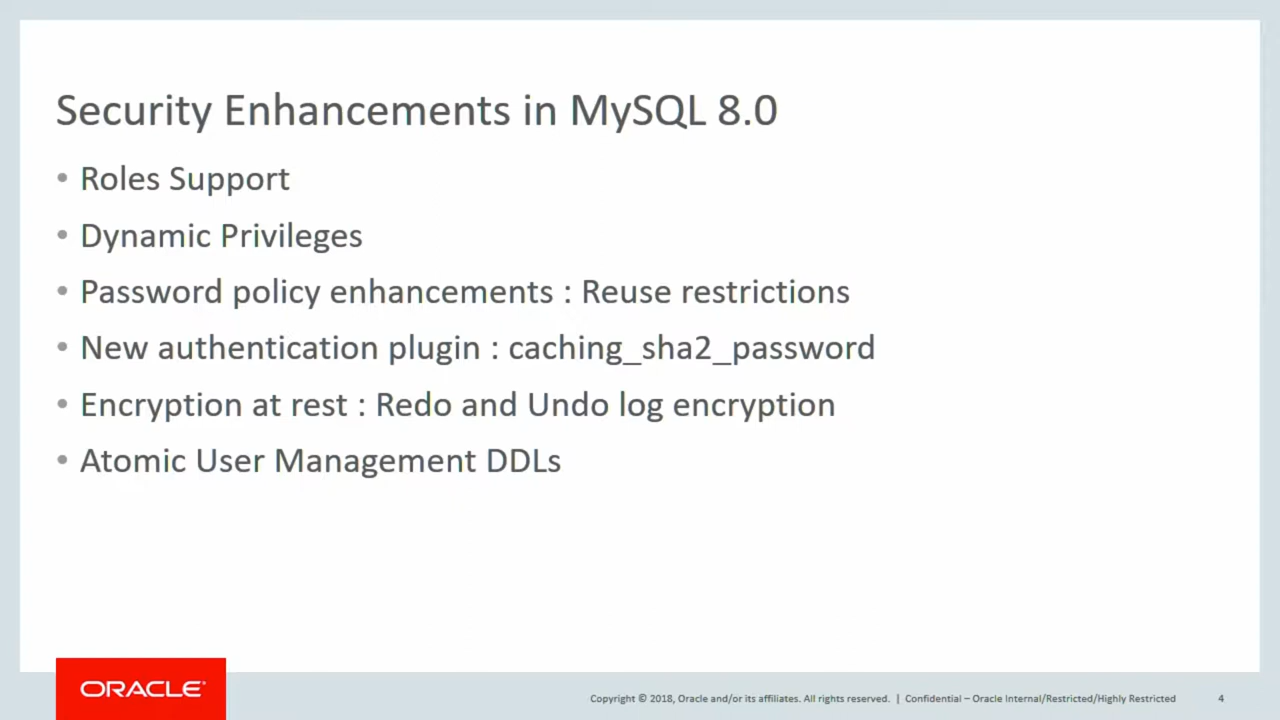 Security Enhancements in MySQL 8.0
• Roles Support
• Dynamic Privileges
• Password policy enhancements : Reuse restrictions
• New authentication plugin : caching_sha2_password
• Encryption at rest : Redo and Undo log encryption
• Atomic User Management DDLs
ORACLE®
Copyright © 2018, Oracle and/or its affiliates. All rights reserved. | Confidential – Oracle Internal/Restricted/Highly Restricted 4